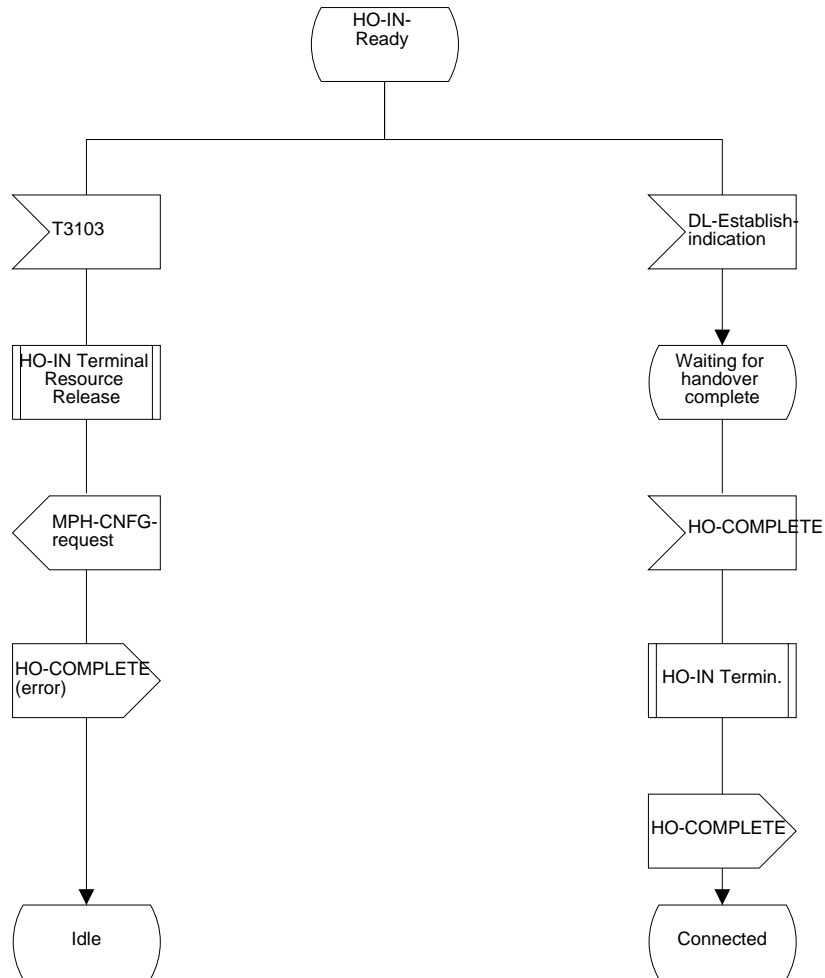 HO-IN-
Ready
T3103
DL-Establish-
indication
HO-IN Terminal
Resource
Release
Waiting for
handover
complete
MPH-CNFG-
request
HO-COMPLETE
HO-COMPLETE
(error)
HO-IN Termin.
HO-COMPLETE
Idle
Connected